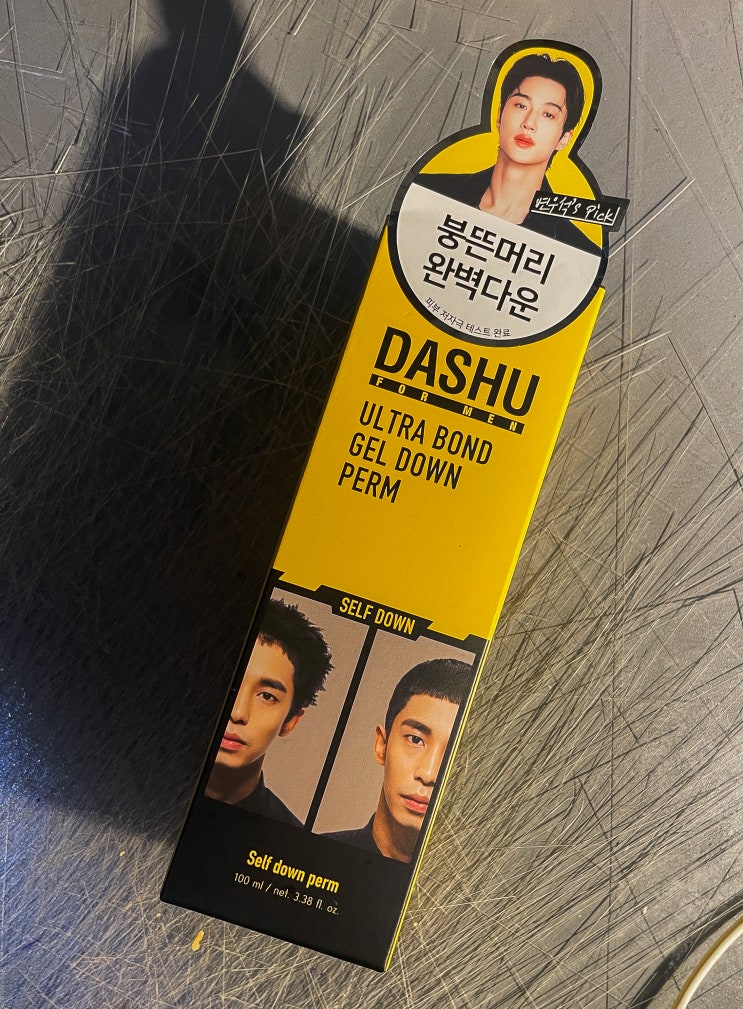 변우석's Pick!
붕뜬머리
완벽다운
피부 저자극 테스트 완료
DASHU
FOR MEN
ULTRA BOND
GEL DOWN
PERM
SELF DOWN
Self down perm
100 ml / net. 3.38 fl. oz.